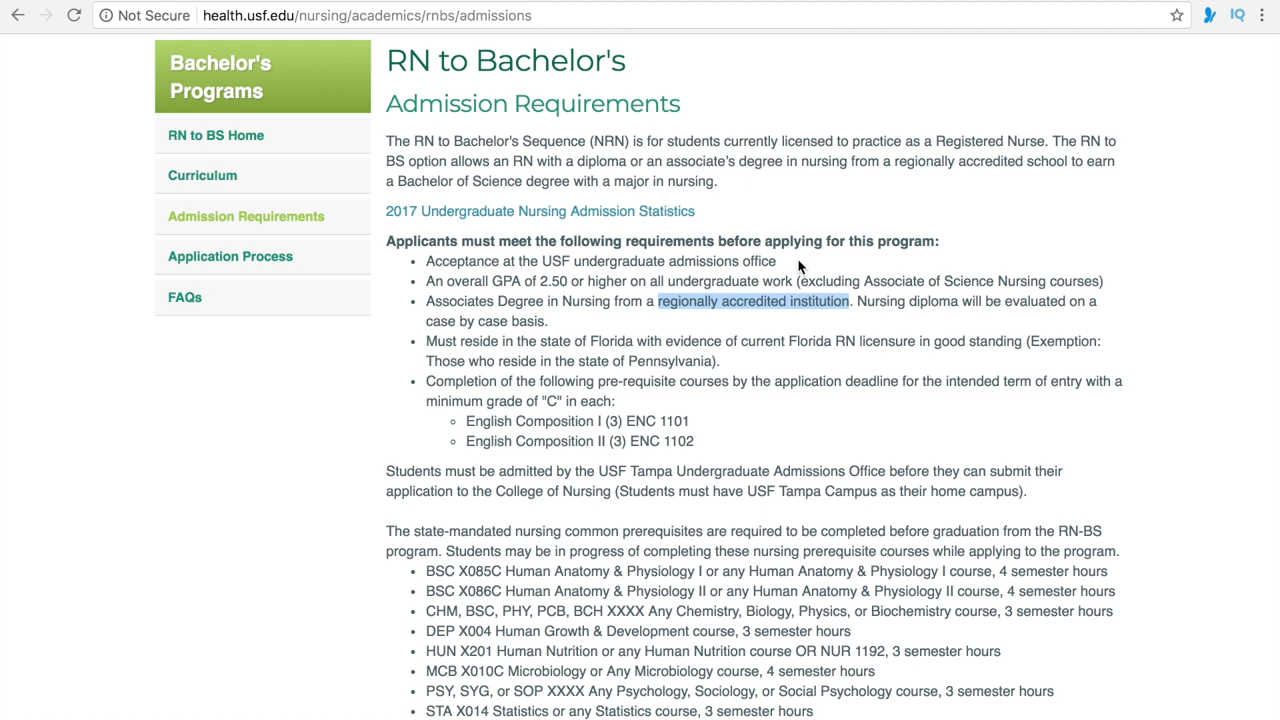 Not Secure health.usf.edu/nursing/academics/rnbs/admissions
IQ
Bachelor's
Programs
RN to BS Home
Curriculum
Admission Requirements
Application Process
FAQs
RN to Bachelor's
Admission Requirements
The RN to Bachelor's Sequence (NRN) is for students currently licensed to practice as a Registered Nurse. The RN to
BS option allows an RN with a diploma or an associate's degree in nursing from a regionally accredited school to earn
a Bachelor of Science degree with a major in nursing.
2017 Undergraduate Nursing Admission Statistics
Applicants must meet the following requirements before applying for this program:
• Acceptance at the USF undergraduate admissions office
• An overall GPA of 2.50 or higher on all undergraduate work (excluding Associate of Science Nursing courses)
• Associates Degree in Nursing from a regionally accredited institution. Nursing diploma will be evaluated on a
case by case basis.
• Must reside in the state of Florida with evidence of current Florida RN licensure in good standing (Exemption:
Those who reside in the state of Pennsylvania).
• Completion of the following pre-requisite courses by the application deadline for the intended term of entry with a
minimum grade of "C" in each:
◦ English Composition I (3) ENC 1101
◦ English Composition II (3) ENC 1102
Students must be admitted by the USF Tampa Undergraduate Admissions Office before they can submit their
application to the College of Nursing (Students must have USF Tampa Campus as their home campus).
The state-mandated nursing common prerequisites are required to be completed before graduation from the RN-BS
program. Students may be in progress of completing these nursing prerequisite courses while applying to the program.
• BSC X085C Human Anatomy & Physiology I or any Human Anatomy & Physiology I course, 4 semester hours
• BSC X086C Human Anatomy & Physiology II or any Human Anatomy & Physiology II course, 4 semester hours
• CHM, BSC, PHY, PCB, BCH XXXX Any Chemistry, Biology, Physics, or Biochemistry course, 3 semester hours
• DEP X004 Human Growth & Development course, 3 semester hours
• HUN X201 Human Nutrition or any Human Nutrition course OR NUR 1192, 3 semester hours
• MCB X010C Microbiology or Any Microbiology course, 4 semester hours
• PSY, SYG, or SOP XXXX Any Psychology, Sociology, or Social Psychology course, 3 semester hours
• STA X014 Statistics or any Statistics course, 3 semester hours